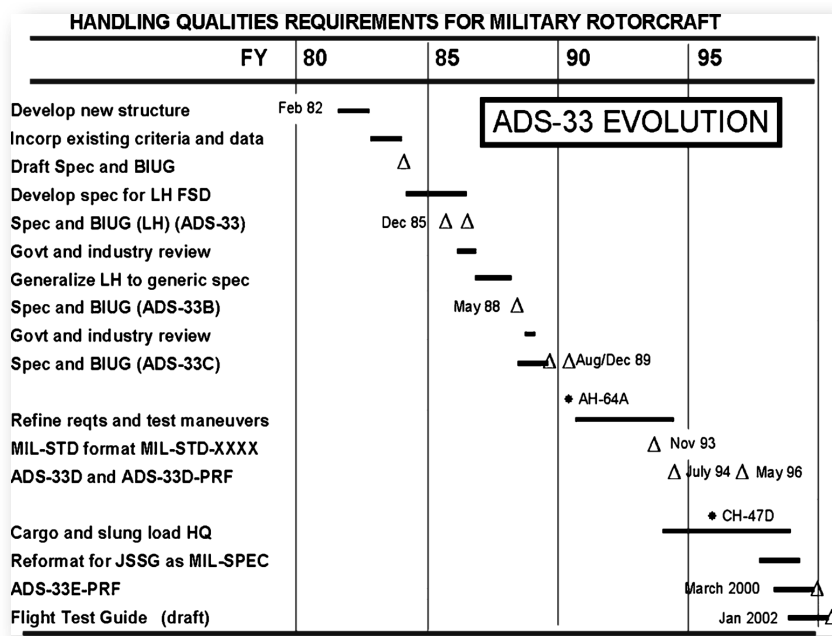 HANDLING QUALITIES REQUIREMENTS FOR MILITARY ROTORCRAFT
FY 80 85 90 95
ADS-33 EVOLUTION
Develop new structure Feb 82
Incorp existing criteria and data
Draft Spec and BIUG
Develop spec for LH FSD
Spec and BIUG (LH) (ADS-33) Dec 85
Govt and industry review
Generalize LH to generic spec
Spec and BIUG (ADS-33B) May 88
Govt and industry review
Spec and BIUG (ADS-33C) Aug/Dec 89
AH-64A
Refine reqts and test maneuvers
MIL-STD format MIL-STD-XXXX Nov 93
ADS-33D and ADS-33D-PRF July 94 May 96
CH-47D
Cargo and slung load HQ
Reformat for JSSG as MIL-SPEC
ADS-33E-PRF March 2000
Flight Test Guide (draft) Jan 2002